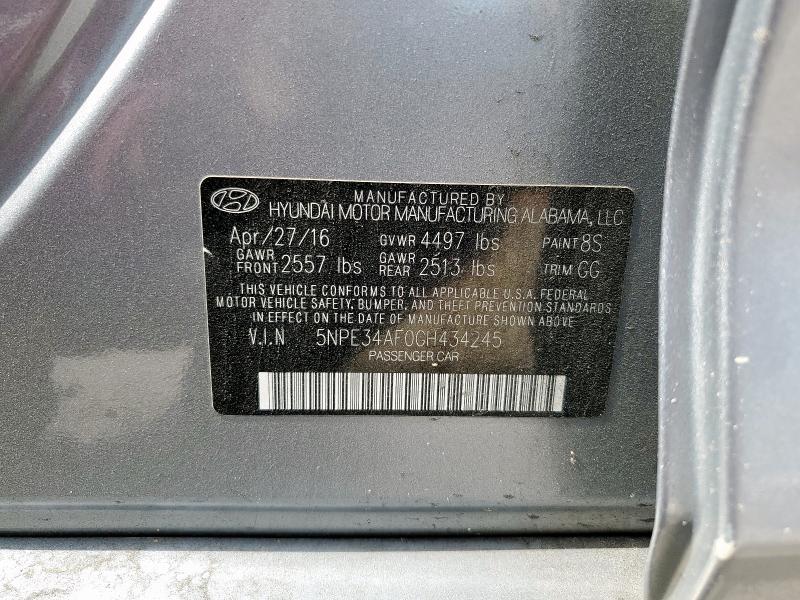 MANUFACTURED BY
HYUNDAI MOTOR MANUFACTURING ALABAMA, LLC
Apr/27/16 GVWR 4497 lbs PAINT 8S
GAWR FRONT 2557 lbs GAWR REAR 2513 lbs TRIM GG
THIS VEHICLE CONFORMS TO ALL APPLICABLE U.S.A. FEDERAL
MOTOR VEHICLE SAFETY, BUMPER, AND THEFT PREVENTION STANDARDS
IN EFFECT ON THE DATE OF MANUFACTURE SHOWN ABOVE
V.I.N 5NPE34AF0GH434245
PASSENGER CAR